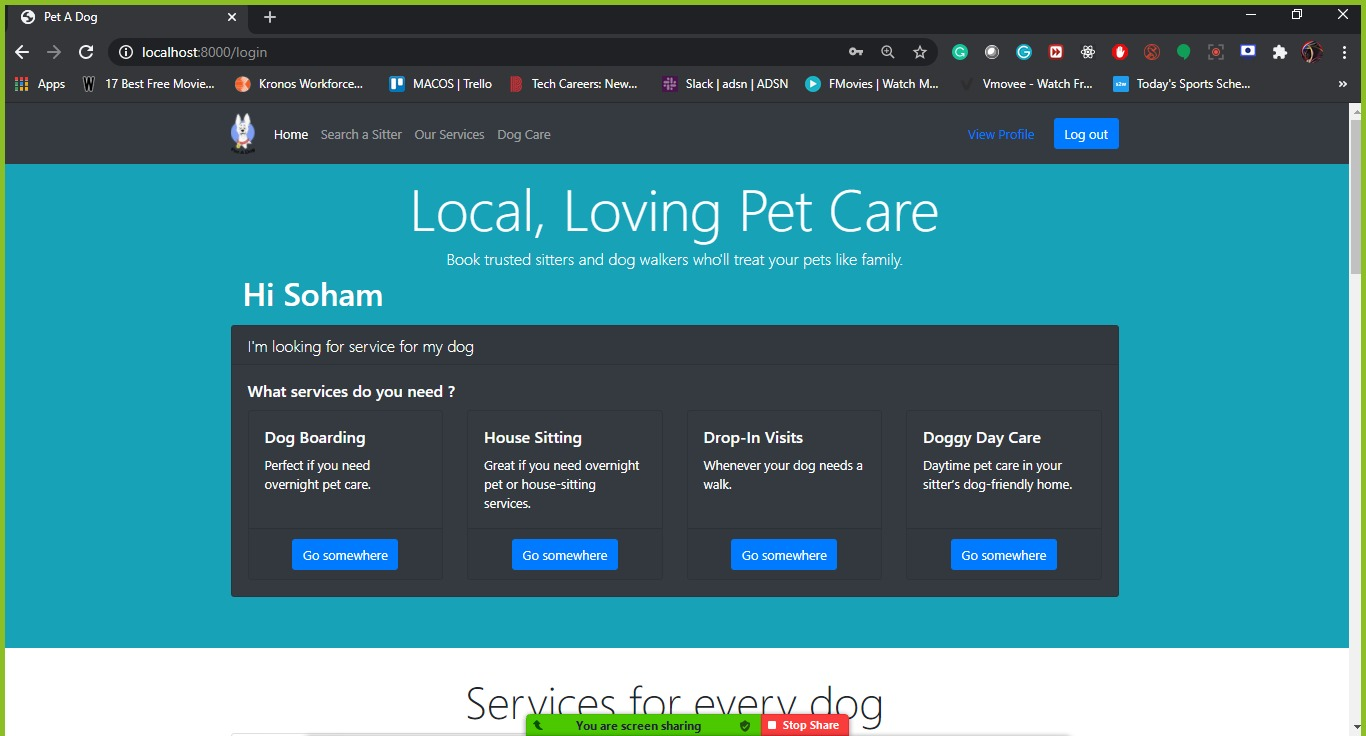 Pet A Dog
localhost:8000/login
Apps
17 Best Free Movie...
Kronos Workforce...
MACOS | Trello
Tech Careers: New...
Slack | adsn | ADSN
FMovies | Watch M...
Vmovee - Watch Fr...
Today's Sports Sche...
»
Home Search a Sitter Our Services Dog Care View Profile Log out
Local, Loving Pet Care
Book trusted sitters and dog walkers who'll treat your pets like family.
Hi Soham
I'm looking for service for my dog
What services do you need ?
Dog Boarding
Perfect if you need
overnight pet care.
Go somewhere
House Sitting
Great if you need overnight
pet or house-sitting
services.
Go somewhere
Drop-In Visits
Whenever your dog needs a
walk.
Go somewhere
Doggy Day Care
Daytime pet care in your
sitter's dog-friendly home.
Go somewhere
Services for every dog
You are screen sharing
Stop Share